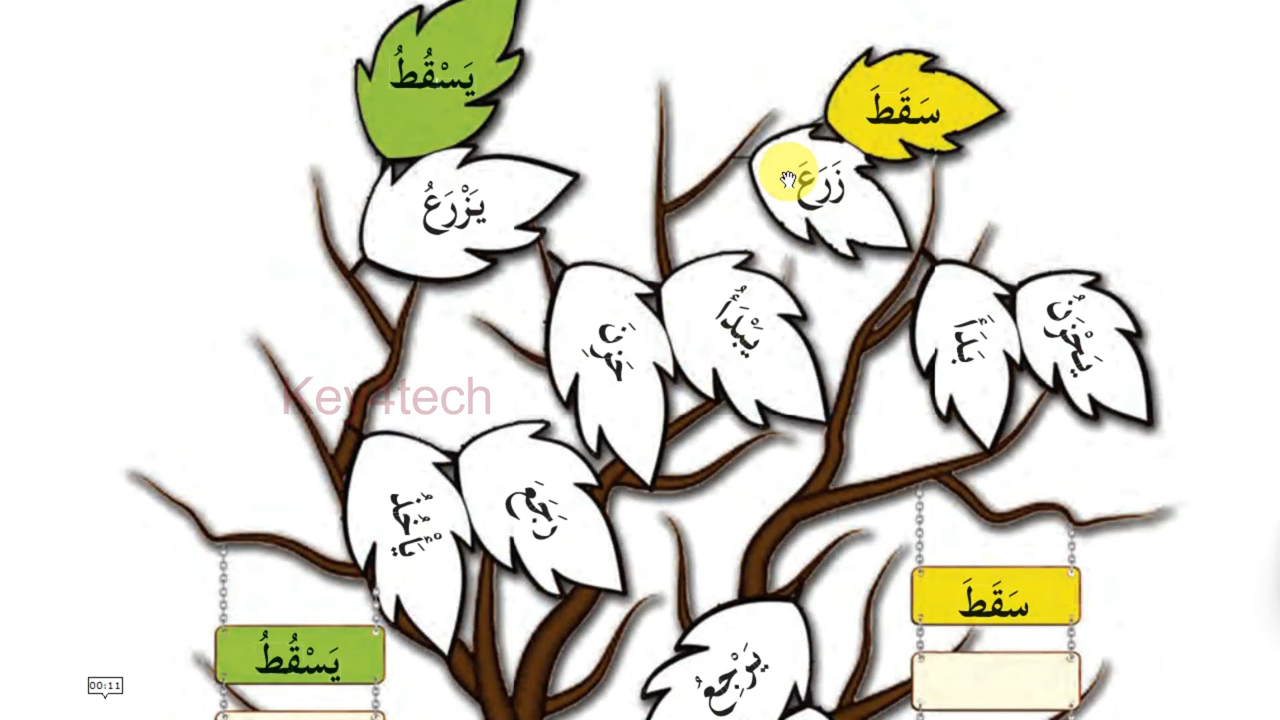 يَسْقُطُ
سَقَطَ
زَرَعَ
يَزْرَعُ
حَزِنَ
يَبْدَأُ
بَدَأَ
يَحْزَنُ
Key4tech
يَأْخُذُ
رَجَعَ
سَقَطَ
يَسْقُطُ
يَرْجِعُ
00:11